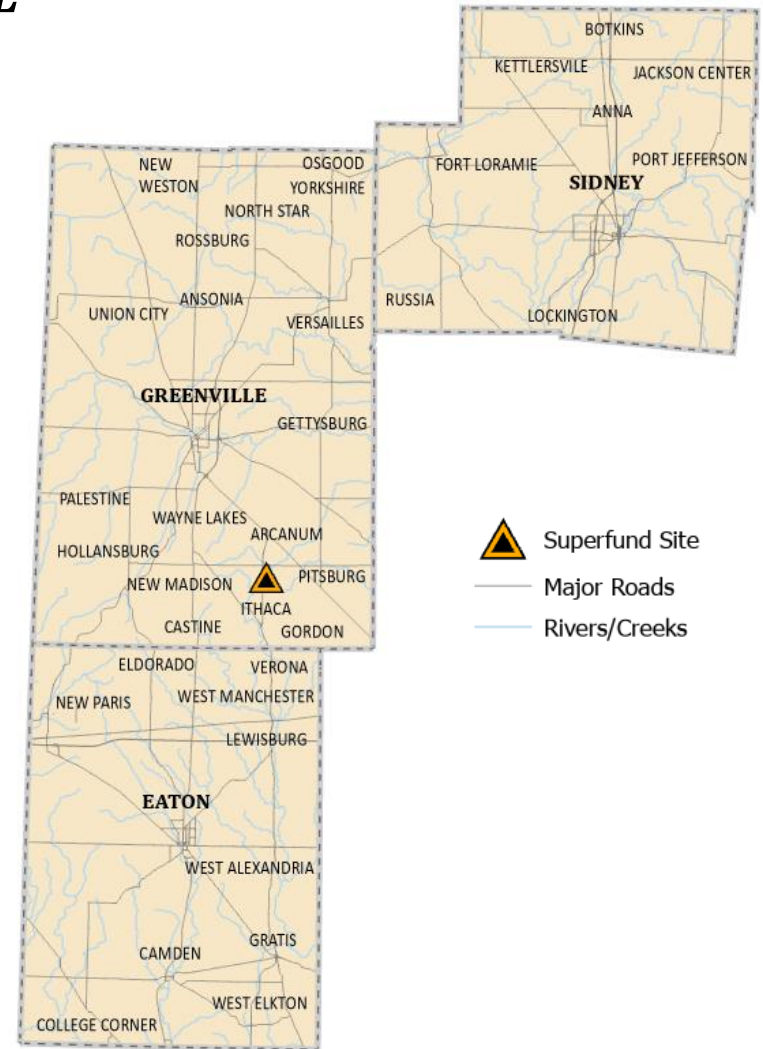 BOTKINS
KETTLERSVILE
JACKSON CENTER
ANNA
FORT LORAMIE
PORT JEFFERSON
SIDNEY
RUSSIA
LOCKINGTON
NEW
WESTON
OSGOOD
YORKSHIRE
NORTH STAR
ROSSBURG
ANSONIA
UNION CITY
VERSAILLES
GREENVILLE
GETTYSBURG
PALESTINE
WAYNE LAKES
ARCANUM
HOLLANSBURG
NEW MADISON
PITSBURG
ITHACA
CASTINE
GORDON
ELDORADO
VERONA
NEW PARIS
WEST MANCHESTER
LEWISBURG
EATON
WEST ALEXANDRIA
GRATIS
CAMDEN
WEST ELKTON
COLLEGE CORNER
Superfund Site
Major Roads
Rivers/Creeks